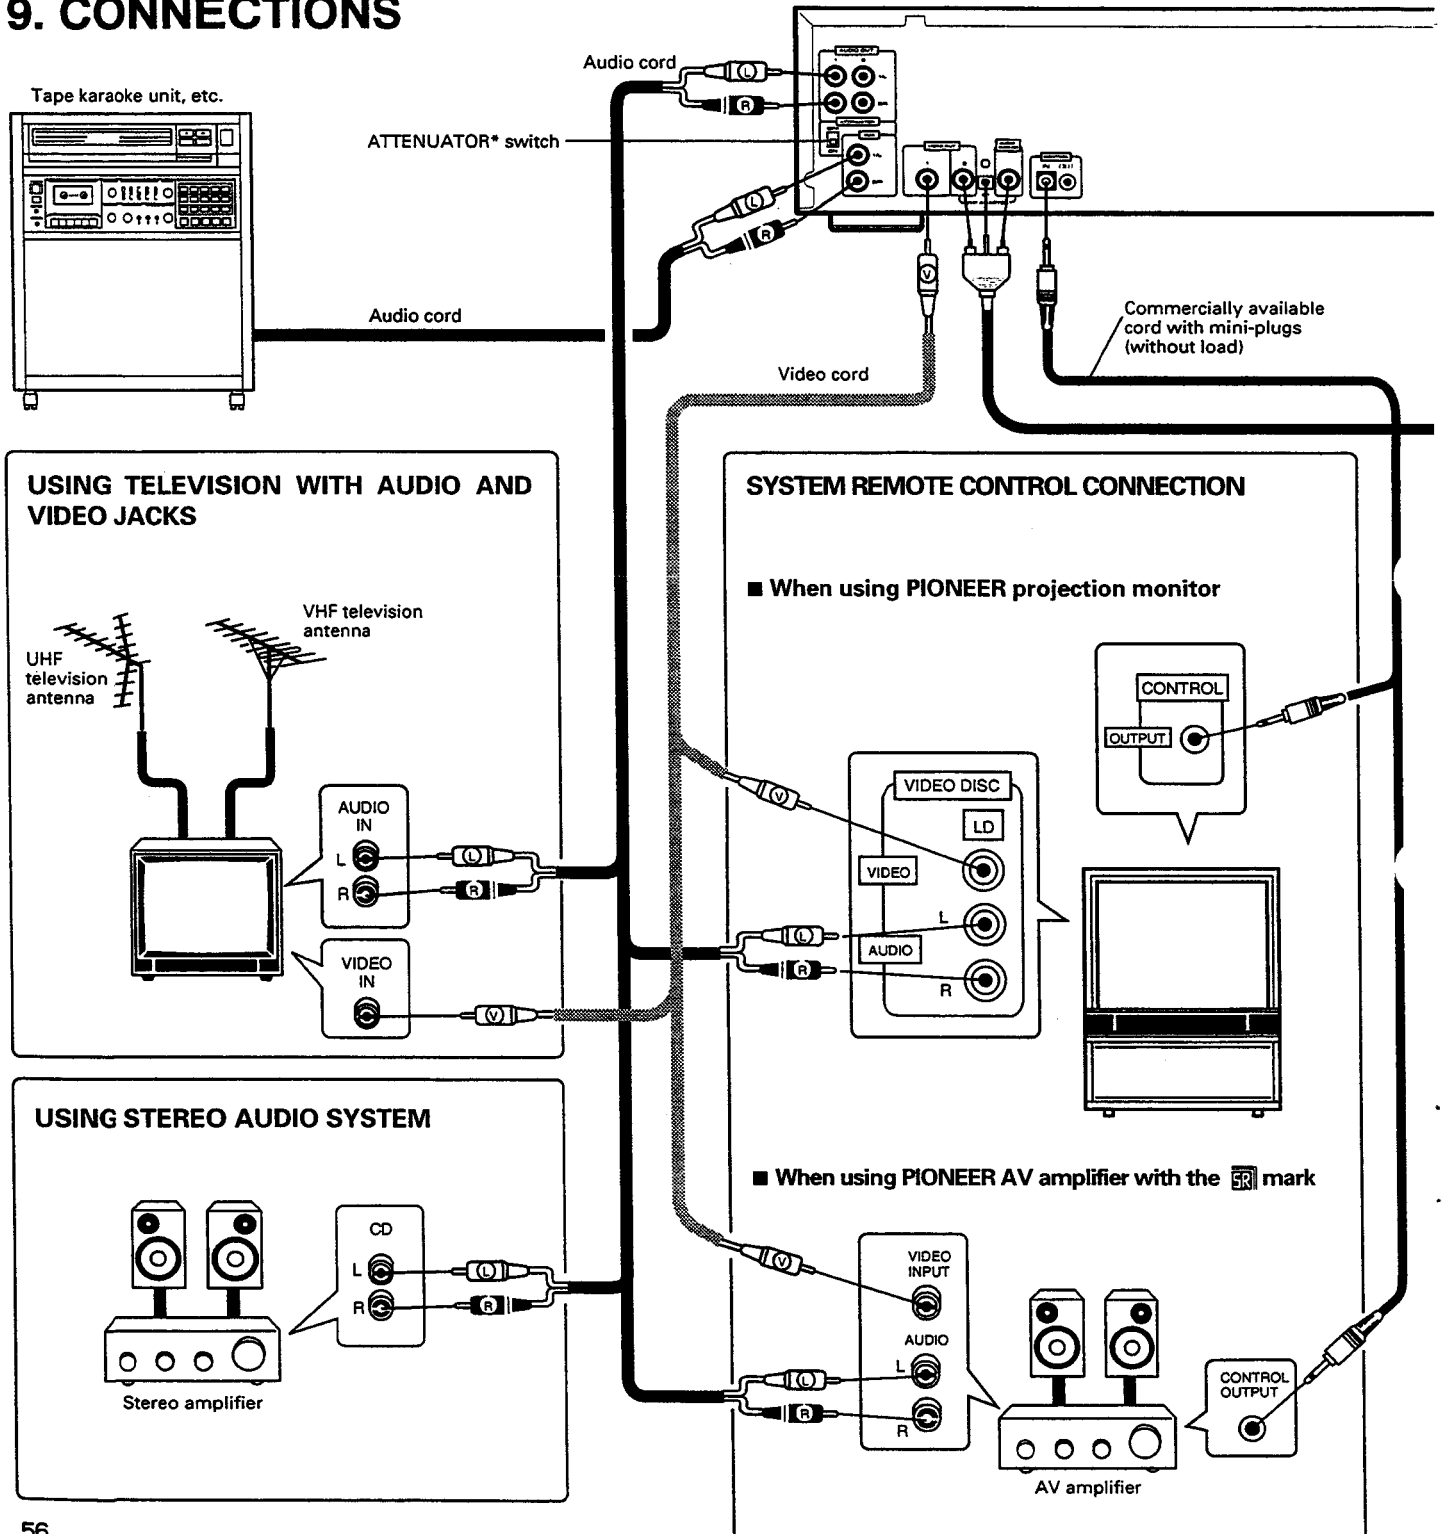 9. CONNECTIONS
Tape karaoke unit, etc.
Audio cord
ATTENUATOR* switch
AUDIO OUT
L
R
L
R
V
Audio cord
Video cord
Commercially available
cord with mini-plugs
(without load)
USING TELEVISION WITH AUDIO AND
VIDEO JACKS
UHF
television
antenna
VHF television
antenna
AUDIO
IN
L
R
L
R
VIDEO
IN
V
USING STEREO AUDIO SYSTEM
CD
L
R
L
R
Stereo amplifier
SYSTEM REMOTE CONTROL CONNECTION
■ When using PIONEER projection monitor
CONTROL
OUTPUT
VIDEO DISC
LD
VIDEO
L
AUDIO
R
V
L
R
■ When using PIONEER AV amplifier with the SR mark
VIDEO
INPUT
AUDIO
L
R
V
L
R
CONTROL
OUTPUT
AV amplifier
56